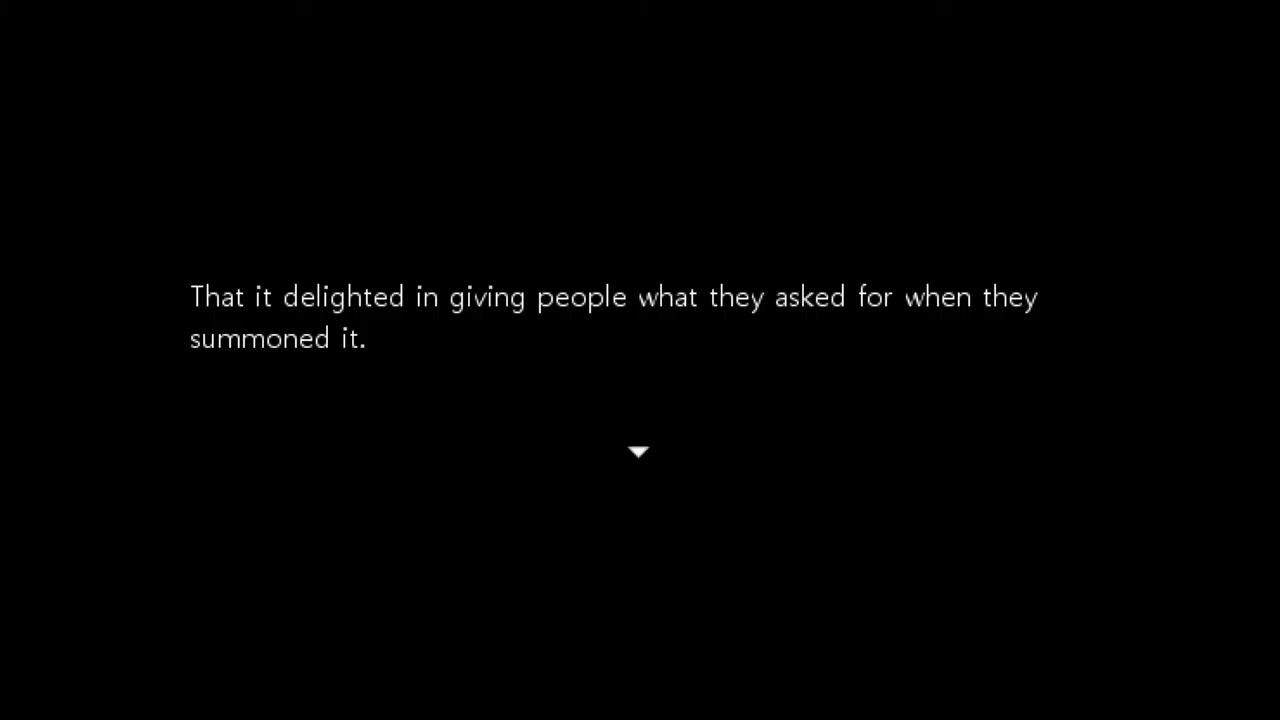 That it delighted in giving people what they asked for when they
summoned it.